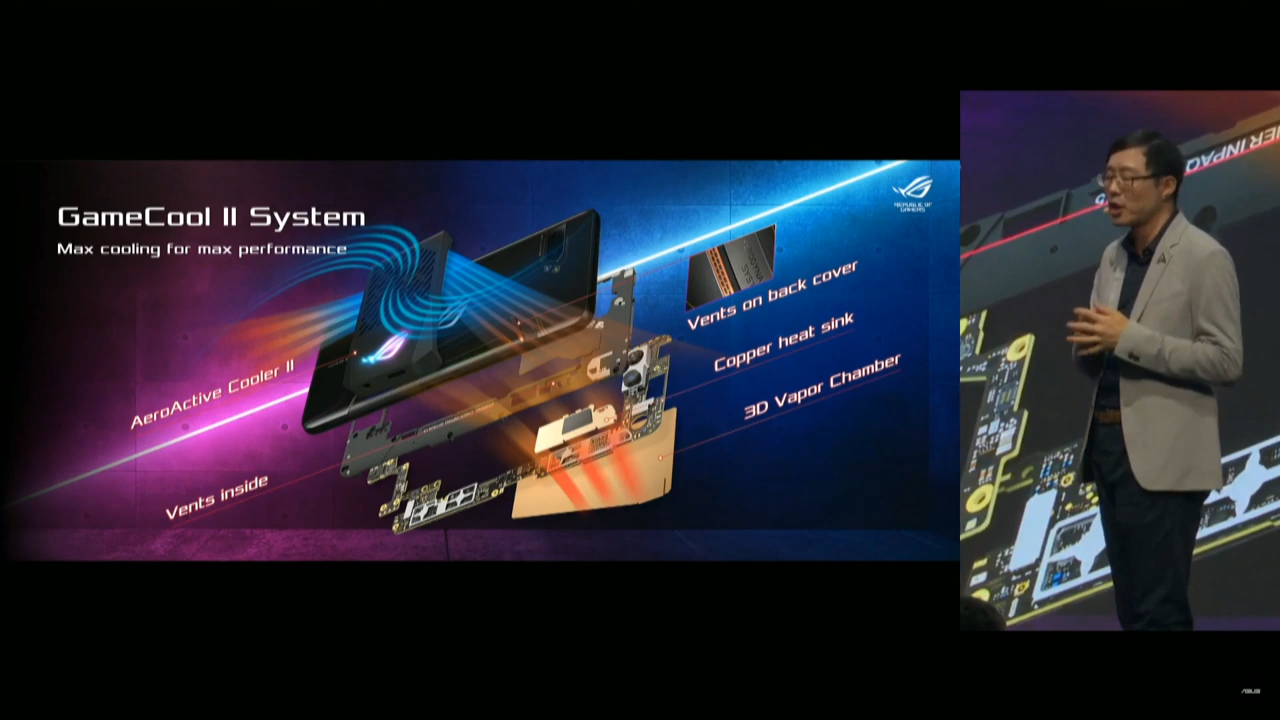 GameCool II System
Max cooling for max performance
REPUBLIC OF
GAMERS
Vents on back cover
Copper heat sink
3D Vapor Chamber
AeroActive Cooler II
Vents inside
ASUS